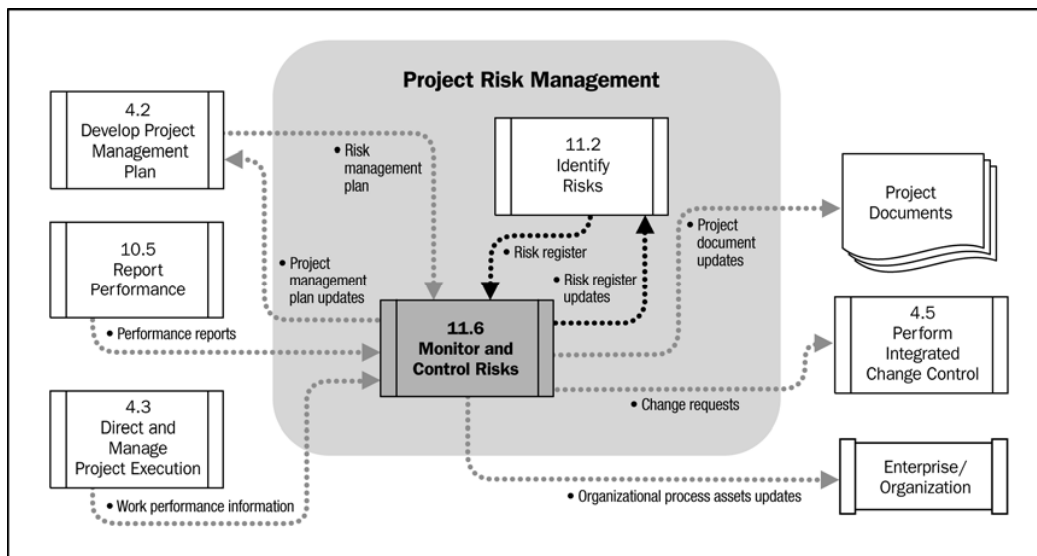 Project Risk Management
4.2
Develop Project
Management
Plan
• Risk
management
plan
11.2
Identify
Risks
Project
Documents
10.5
Report
Performance
• Project
management
plan updates
• Risk register
• Risk register
updates
• Project
document
updates
• Performance reports
11.6
Monitor and
Control Risks
4.5
Perform
Integrated
Change Control
• Change requests
4.3
Direct and
Manage
Project Execution
• Work performance information
• Organizational process assets updates
Enterprise/
Organization